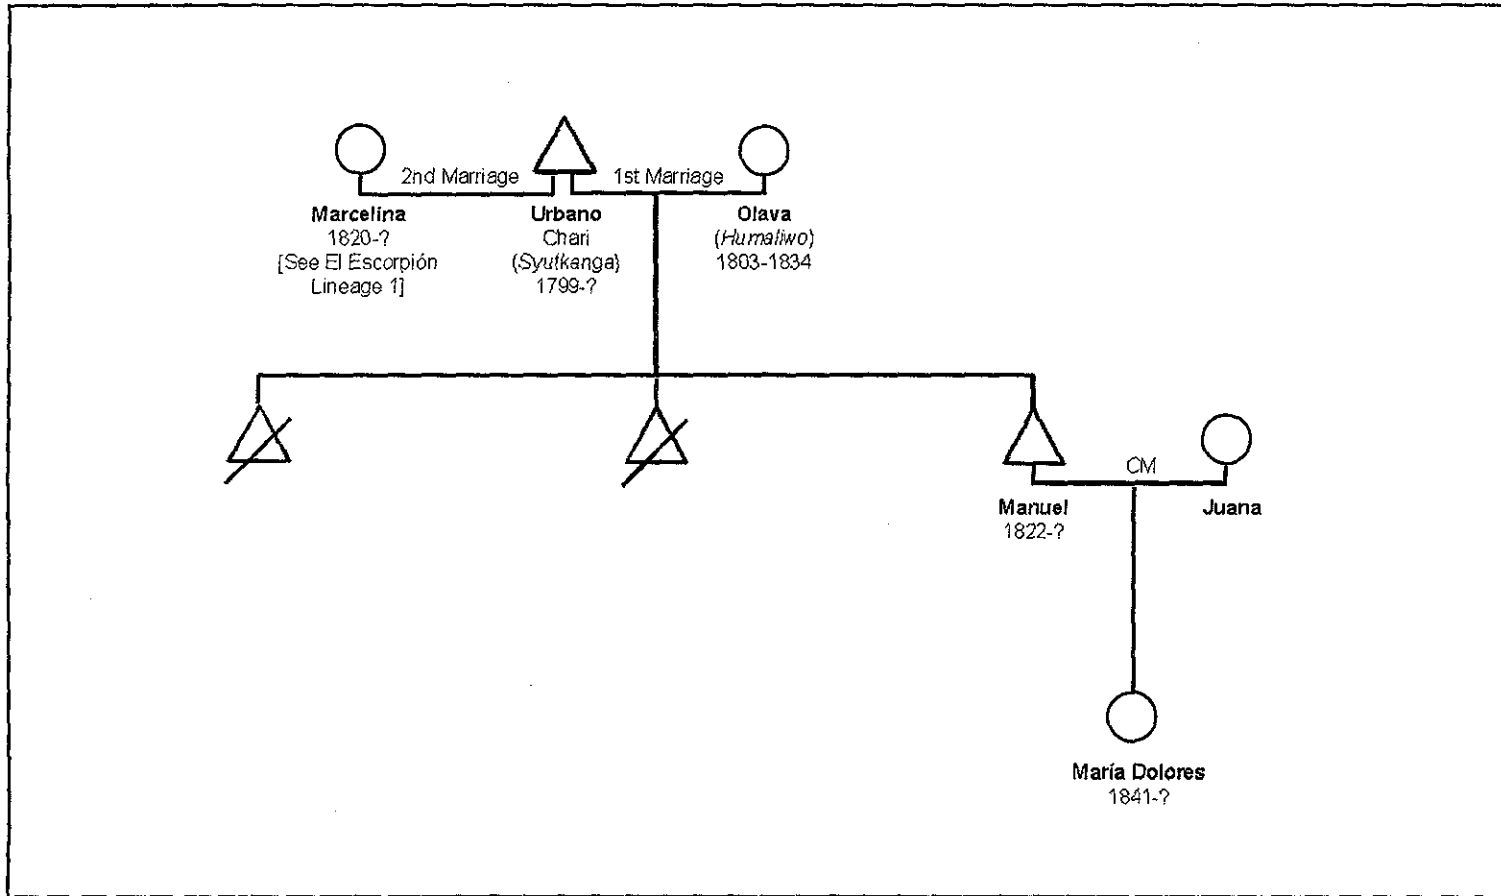 2nd Marriage
1st Marriage
Marcelina
1820-?
[See El Escorpión
Lineage 1]
Urbano
Chari
(Syutkanga)
1799-?
Olava
(Humaliwo)
1803-1834
CM
Manuel
1822-?
Juana
María Dolores
1841-?